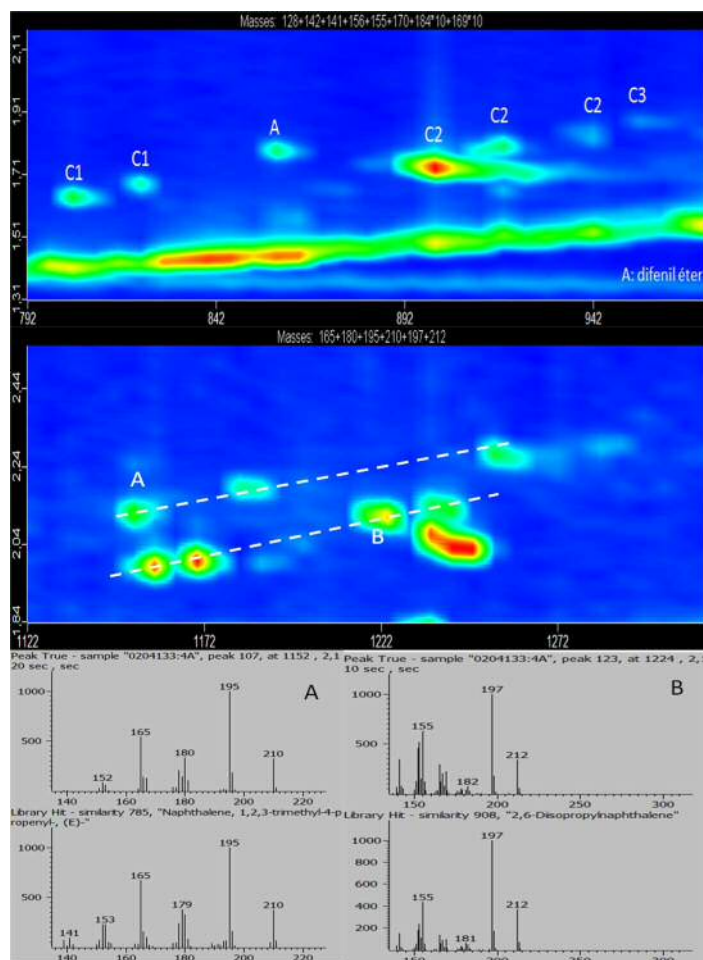 Masses: 128+142+141+156+155+170+184*10+169*10
2,11
1,91
1,71
1,51
1,31
C1
C1
A
C2
C2
C2
C3
A: difenil éter
792
842
892
942
Masses: 165+180+195+210+197+212
2,44
2,24
2,04
1,84
A
B
1122
1172
1222
1272
Peak True - sample "0204133:4A", peak 107, at 1152 , 2,1
20 sec , sec
A
1000
500
152
165
180
195
210
140
160
180
200
220
Library Hit - similarity 785, "Naphthalene, 1,2,3-trimethyl-4-p
ropenyl-, (E)-"
1000
500
141
153
165
179
195
210
140
160
180
200
220
Peak True - sample "0204133:4A", peak 123, at 1224 , 2,
10 sec , sec
B
1000
500
155
182
197
212
150
200
250
300
Library Hit - similarity 908, "2,6-Diisopropylnaphthalene"
1000
500
155
181
197
212
150
200
250
300